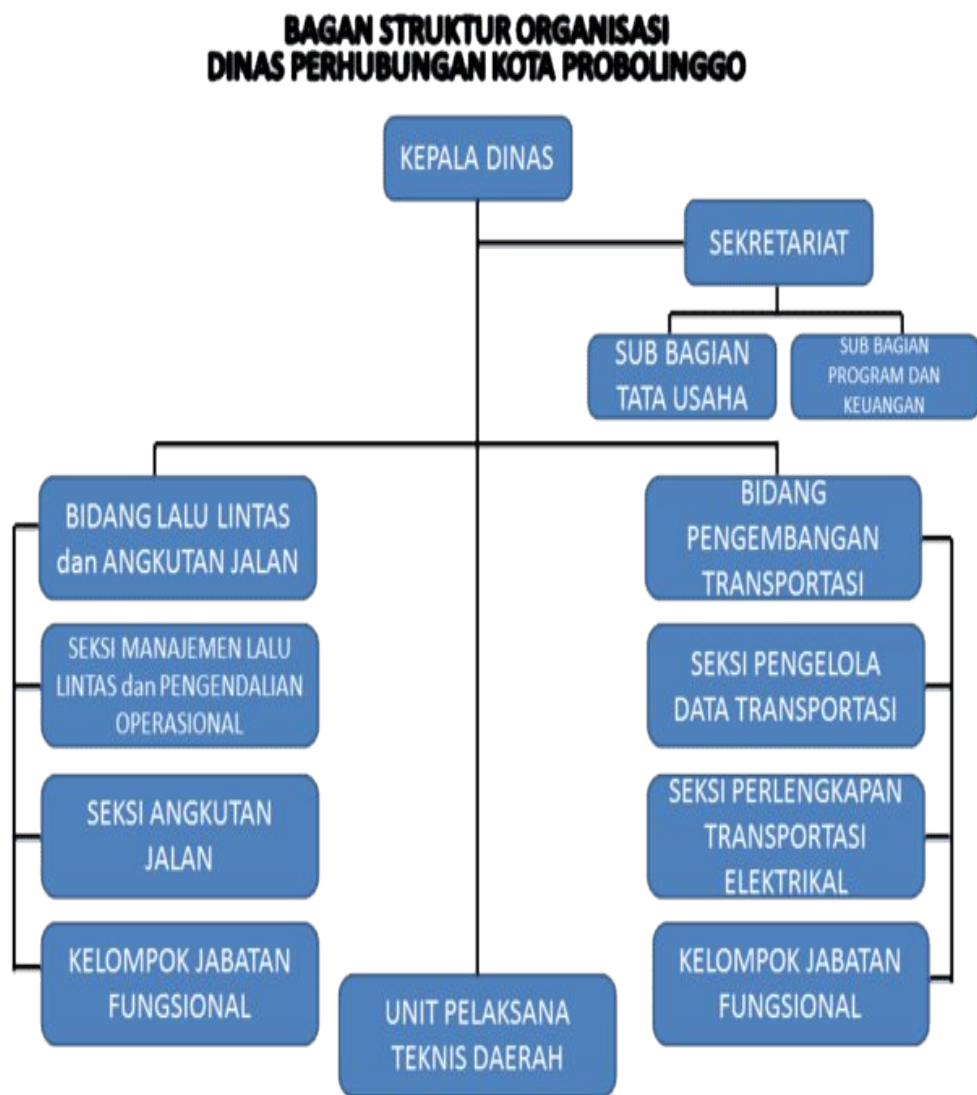 BAGAN STRUKTUR ORGANISASI
DINAS PERHUBUNGAN KOTA PROBOLINGGO
KEPALA DINAS
SEKRETARIAT
SUB BAGIAN
TATA USAHA
SUB BAGIAN
PROGRAM DAN
KEUANGAN
BIDANG LALU LINTAS
dan ANGKUTAN JALAN
SEKSI MANAJEMEN LALU
LINTAS dan PENGENDALIAN
OPERASIONAL
SEKSI ANGKUTAN
JALAN
KELOMPOK JABATAN
FUNGSIONAL
BIDANG
PENGEMBANGAN
TRANSPORTASI
SEKSI PENGELOLA
DATA TRANSPORTASI
SEKSI PERLENGKAPAN
TRANSPORTASI
ELEKTRIKAL
KELOMPOK JABATAN
FUNGSIONAL
UNIT PELAKSANA
TEKNIS DAERAH